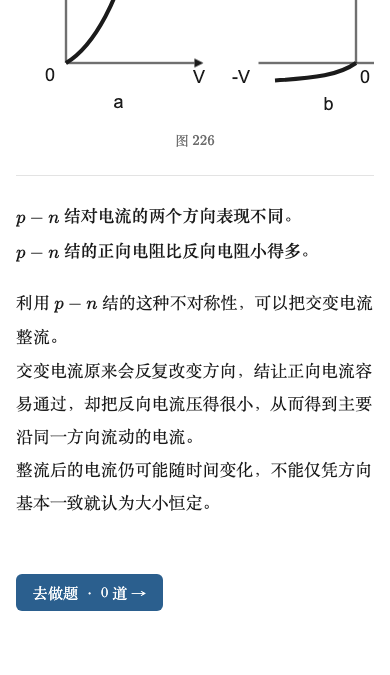 0
V
-V
0
a
b
图 226
p − n 结对电流的两个方向表现不同。
p − n 结的正向电阻比反向电阻小得多。
利用 p − n 结的这种不对称性，可以把交变电流
整流。
交变电流原来会反复改变方向，结让正向电流容
易通过，却把反向电流压得很小，从而得到主要
沿同一方向流动的电流。
整流后的电流仍可能随时间变化，不能仅凭方向
基本一致就认为大小恒定。
去做题 · 0 道 →